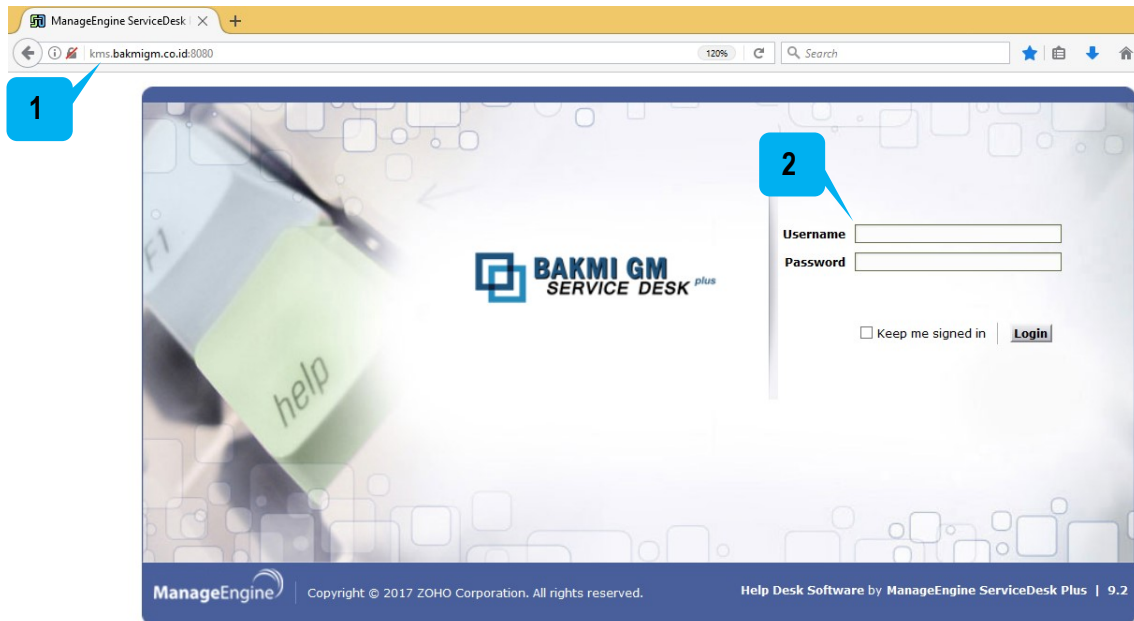 ManageEngine ServiceDesk
kms.bakmigm.co.id:8080
120%
Search
1
2
Username
Password
BAKMI GM
SERVICE DESK plus
Keep me signed in
Login
F1
help
ManageEngine
Copyright © 2017 ZOHO Corporation. All rights reserved.
Help Desk Software by ManageEngine ServiceDesk Plus | 9.2